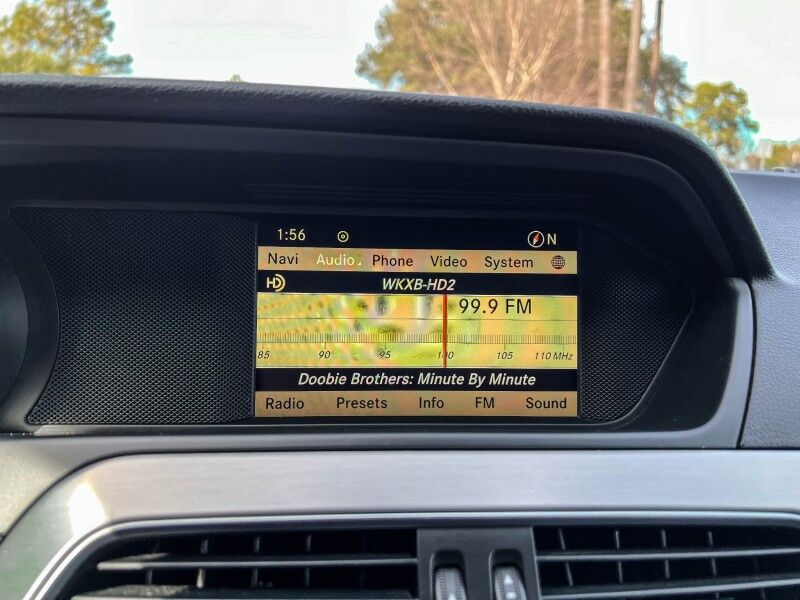 1:56 N
Navi Audio Phone Video System
HD WKXB-HD2
99.9 FM
85 90 95 100 105 110 MHz
Doobie Brothers: Minute By Minute
Radio Presets Info FM Sound